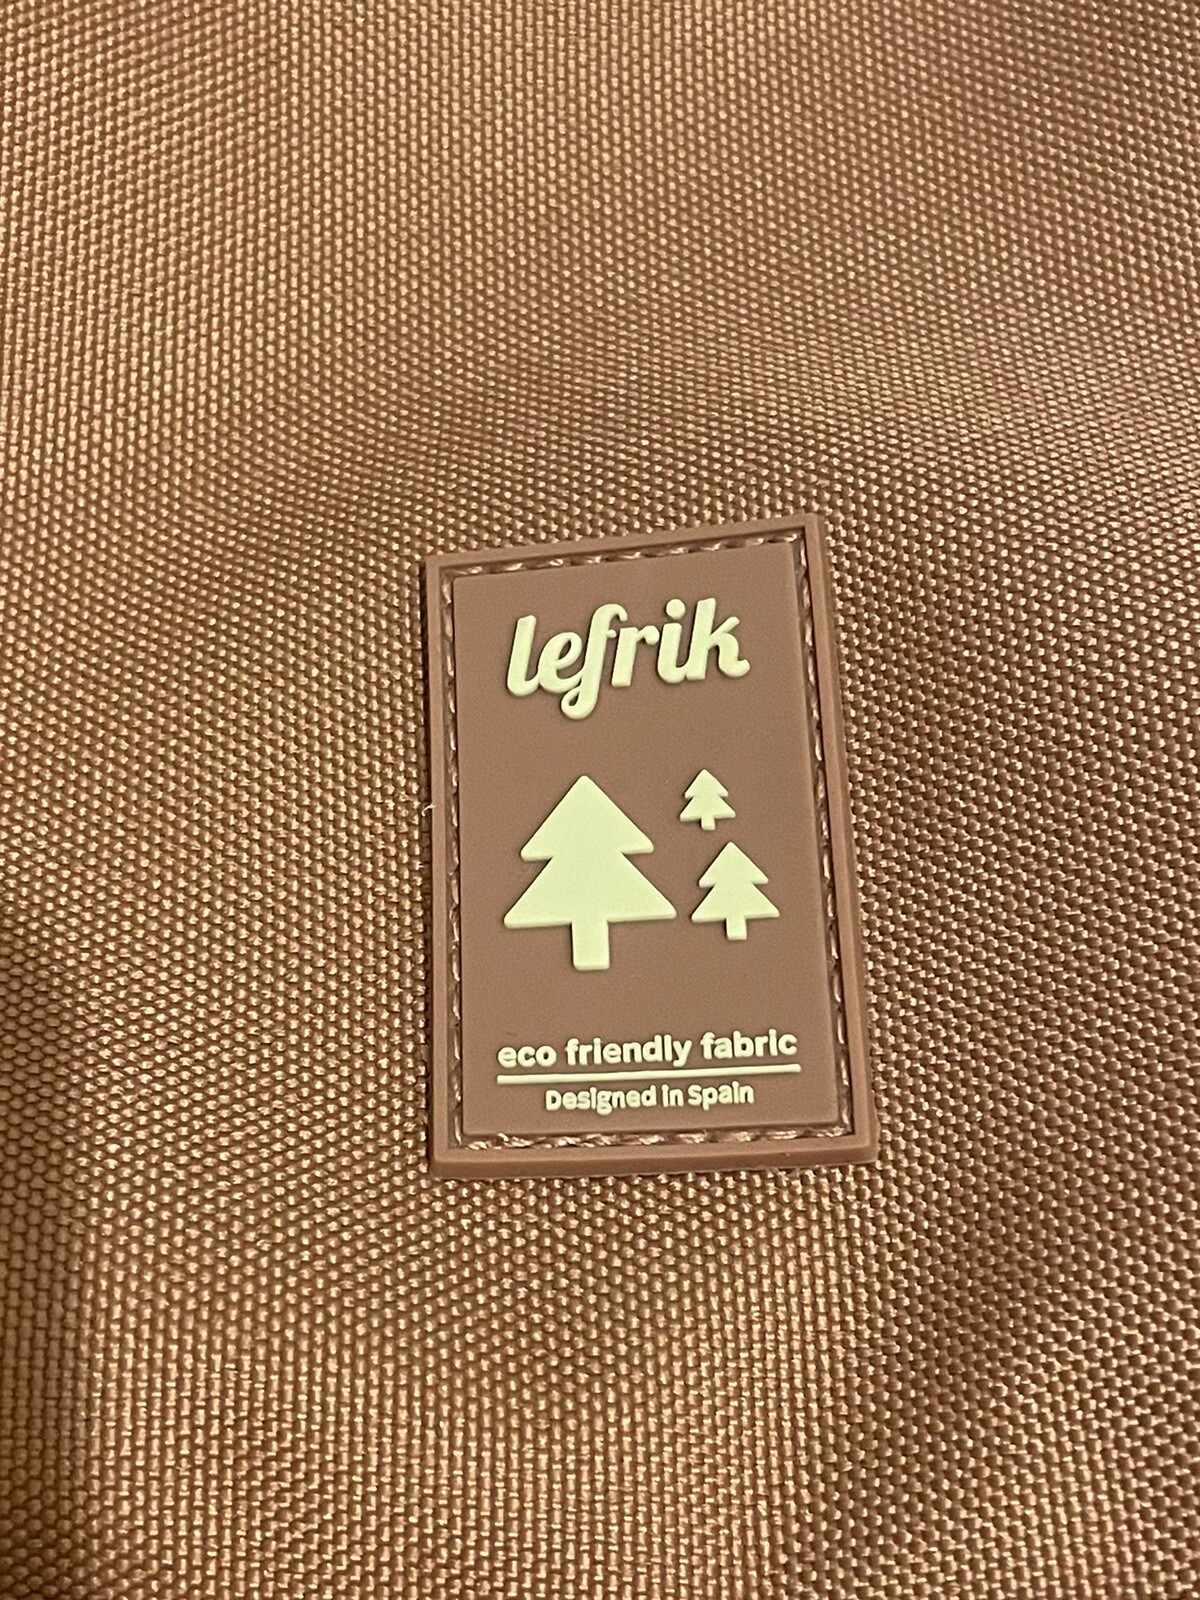 lefrik
eco friendly fabric
Designed in Spain